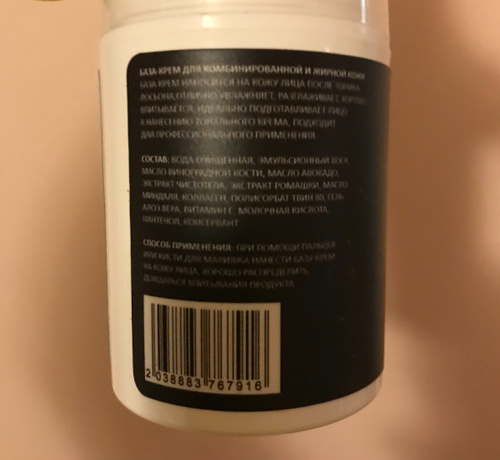 БАЗА-КРЕМ ДЛЯ КОМБИНИРОВАННОЙ И ЖИРНОЙ КОЖИ
БАЗА-КРЕМ НАНОСИТСЯ НА КОЖУ ЛИЦА ПОСЛЕ ТОНИКА
ЛОСЬОНА, ОТЛИЧНО УВЛАЖНЯЕТ, РАЗГЛАЖИВАЕТ, ХОРОШО
ВПИТЫВАЕТСЯ, ИДЕАЛЬНО ПОДГОТАВЛИВАЕТ ЛИЦО
К НАНЕСЕНИЮ ТОНАЛЬНОГО КРЕМА, ПОДХОДИТ
ДЛЯ ПРОФЕССИОНАЛЬНОГО ПРИМЕНЕНИЯ
СОСТАВ: ВОДА ОЧИЩЕННАЯ, ЭМУЛЬСИОННЫЙ ВОСК,
МАСЛО ВИНОГРАДНОЙ КОСТИ, МАСЛО АВОКАДО,
ЭКСТРАКТ ЧИСТОТЕЛА, ЭКСТРАКТ РОМАШКИ, МАСЛО
МИНДАЛЯ, КОЛЛАГЕН, ПОЛИСОРБАТ ТВИН 80, ГЕЛЬ
АЛОЭ ВЕРА, ВИТАМИН Е, МОЛОЧНАЯ КИСЛОТА,
ПАНТЕНОЛ, КОНСЕРВАНТ
СПОСОБ ПРИМЕНЕНИЯ: ПРИ ПОМОЩИ ПАЛЬЦЕВ
ИЛИ КИСТИ ДЛЯ МАКИЯЖА НАНЕСТИ БАЗУ-КРЕМ
НА КОЖУ ЛИЦА, ХОРОШО РАСПРЕДЕЛИТЬ,
ДОЖДАТЬСЯ ВПИТЫВАНИЯ ПРОДУКТА
2 038883 767916